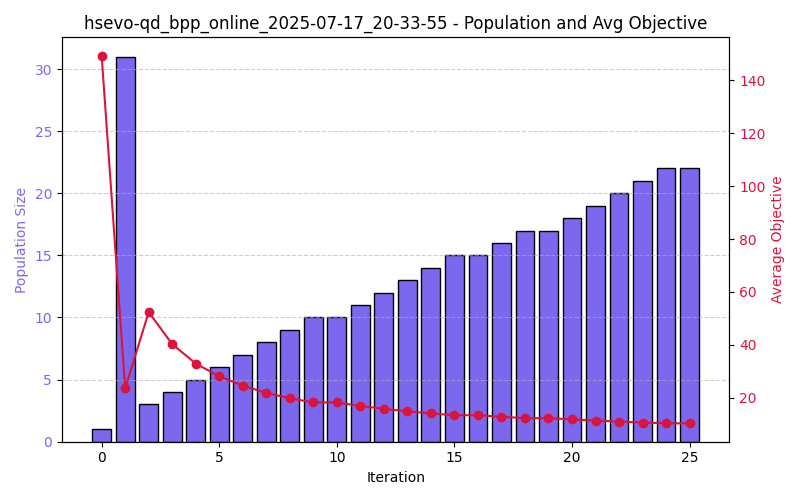 hsevo-qd_bpp_online_2025-07-17_20-33-55 - Population and Avg Objective
Population Size
30
25
20
15
10
5
0
140
120
100
80
60
40
20
Average Objective
0 5 10 15 20 25
Iteration